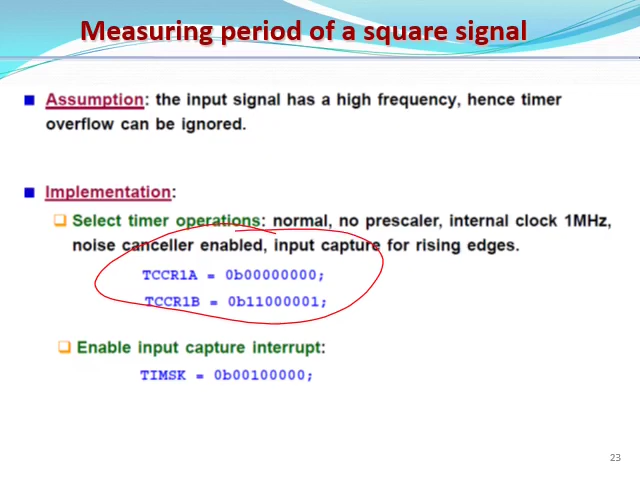 Measuring period of a square signal
Assumption: the input signal has a high frequency, hence timer
overflow can be ignored.
Implementation:
Select timer operations: normal, no prescaler, internal clock 1MHz,
noise canceller enabled, input capture for rising edges.
TCCR1A = 0b00000000;
TCCR1B = 0b11000001;
Enable input capture interrupt:
TIMSK = 0b00100000;
23